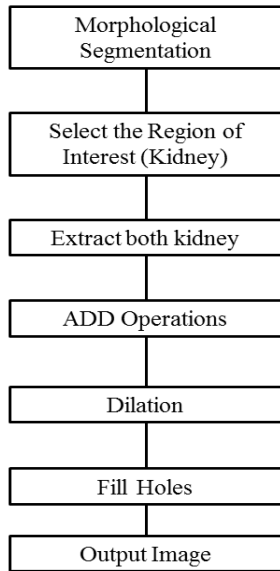 Morphological
Segmentation
Select the Region of
Interest (Kidney)
Extract both kidney
ADD Operations
Dilation
Fill Holes
Output Image